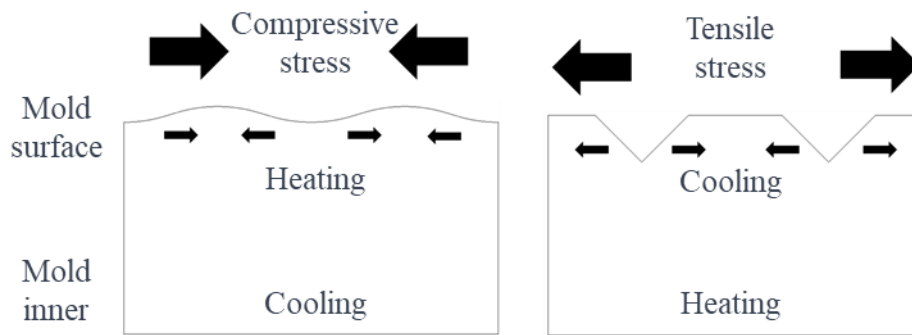 Compressive
stress
Tensile
stress
Mold
surface
Heating
Cooling
Mold
inner
Cooling
Heating